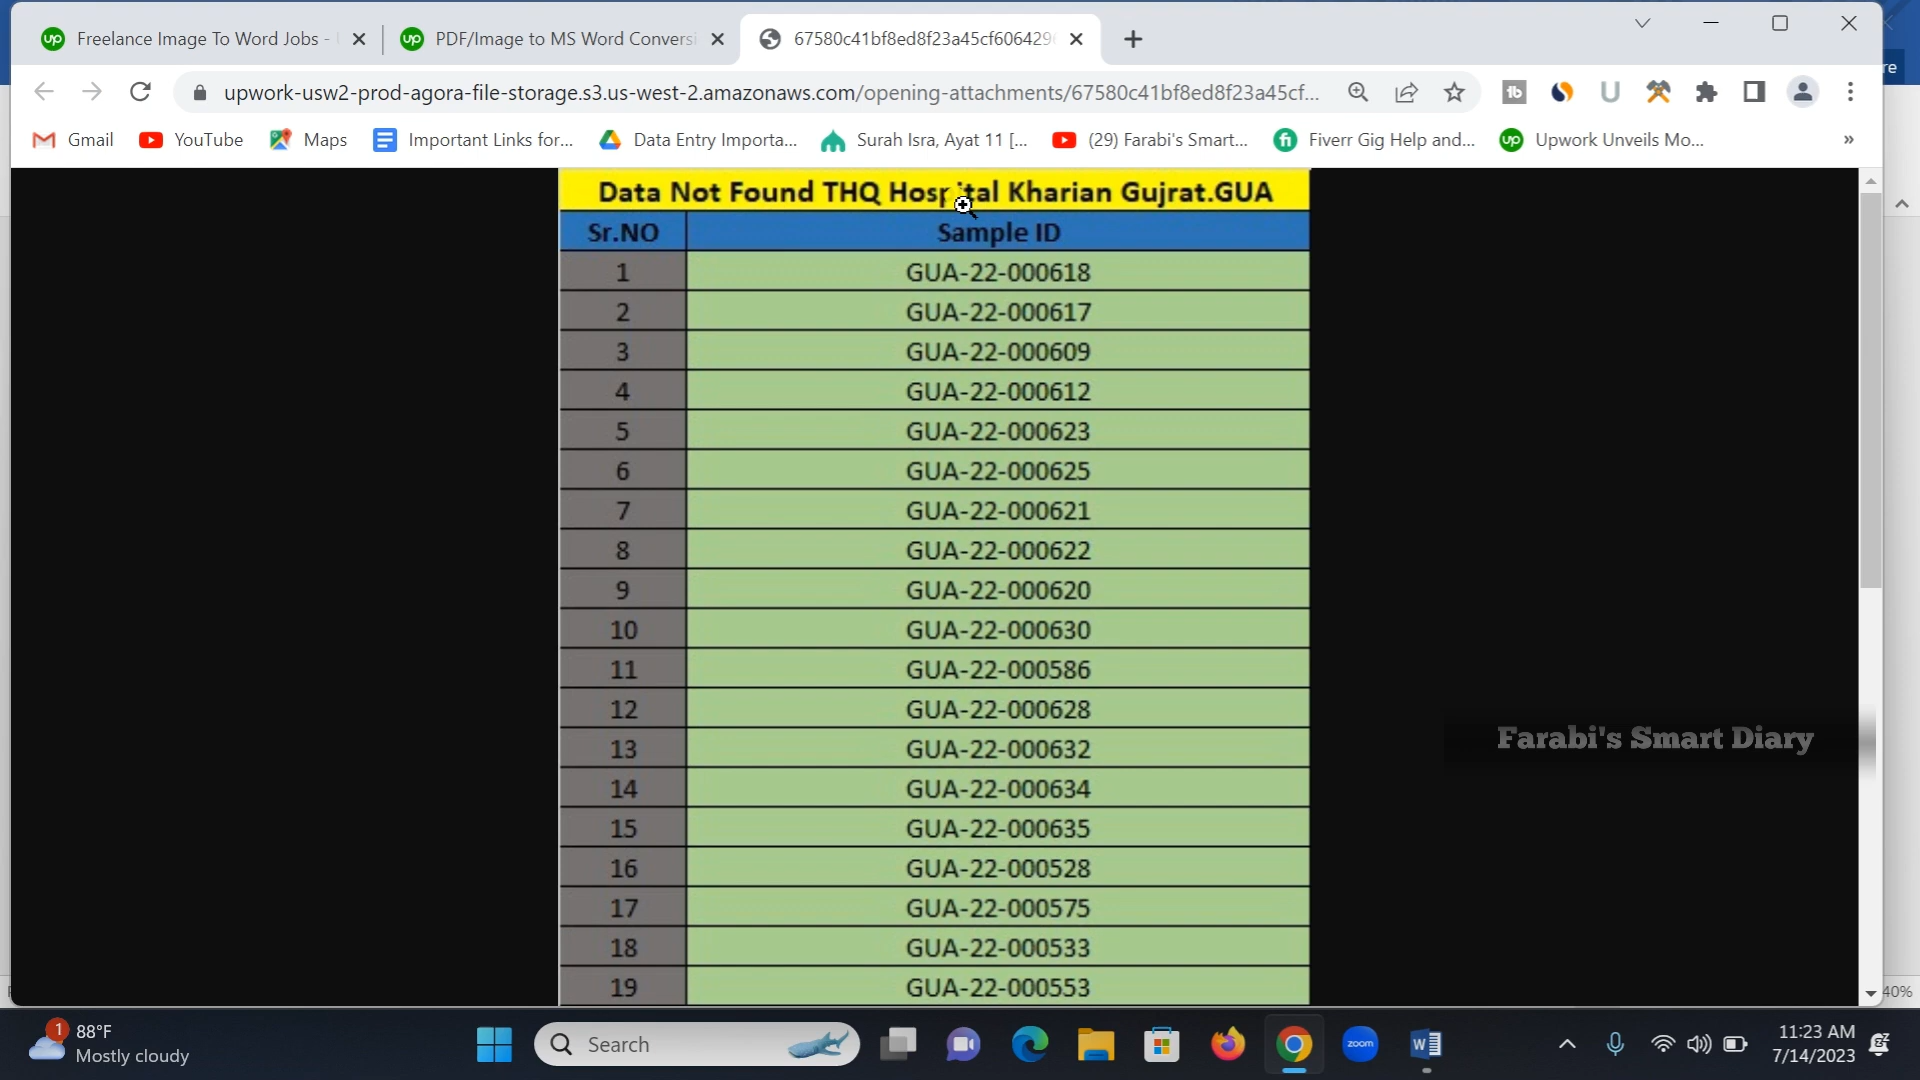 Freelance Image To Word Jobs -
PDF/Image to MS Word Conversi
67580c41bf8ed8f23a45cf606429
re
upwork-usw2-prod-agora-file-storage.s3.us-west-2.amazonaws.com/opening-attachments/67580c41bf8ed8f23a45cf...
Gmail
YouTube
Maps
Important Links for...
Data Entry Importa...
Surah Isra, Ayat 11 [...
(29) Farabi's Smart...
Fiverr Gig Help and...
Upwork Unveils Mo...
»
Data Not Found THQ Hospital Kharian Gujrat.GUA
Sr.NO Sample ID
1 GUA-22-000618
2 GUA-22-000617
3 GUA-22-000609
4 GUA-22-000612
5 GUA-22-000623
6 GUA-22-000625
7 GUA-22-000621
8 GUA-22-000622
9 GUA-22-000620
10 GUA-22-000630
11 GUA-22-000586
12 GUA-22-000628
13 GUA-22-000632
14 GUA-22-000634
15 GUA-22-000635
16 GUA-22-000528
17 GUA-22-000575
18 GUA-22-000533
19 GUA-22-000553
Farabi's Smart Diary
40%
1
88°F
Mostly cloudy
Search
zoom
11:23 AM
7/14/2023